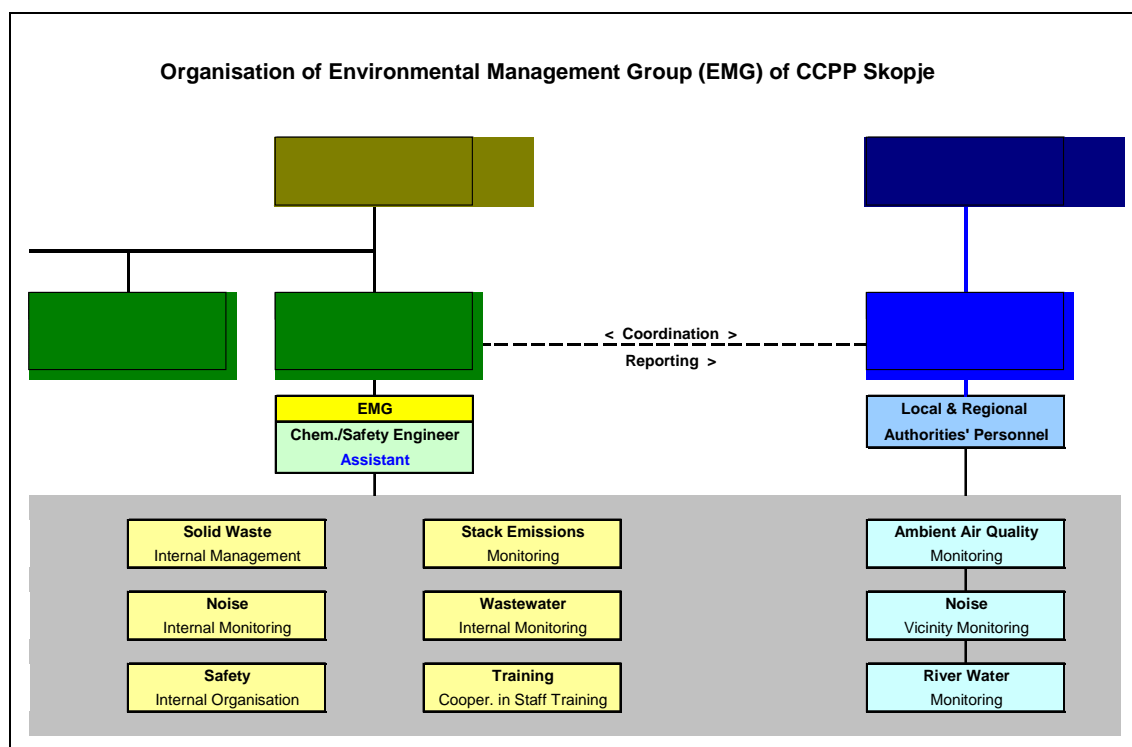 Organisation of Environmental Management Group (EMG) of CCPP Skopje
< Coordination >
Reporting >
EMG
Chem./Safety Engineer
Assistant
Local & Regional
Authorities' Personnel
Solid Waste
Internal Management
Stack Emissions
Monitoring
Ambient Air Quality
Monitoring
Noise
Internal Monitoring
Wastewater
Internal Monitoring
Noise
Vicinity Monitoring
Safety
Internal Organisation
Training
Cooper. in Staff Training
River Water
Monitoring